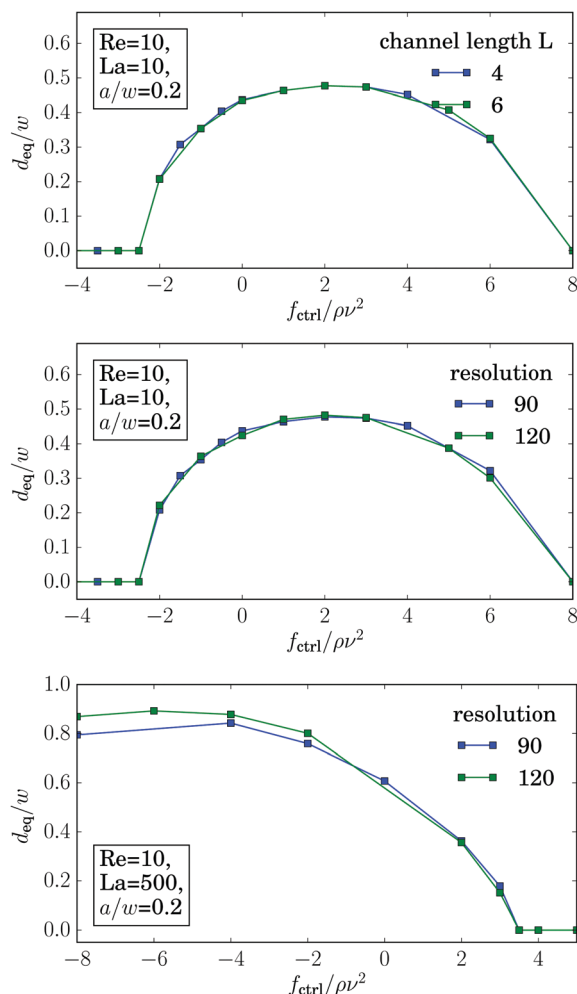 0.6
0.5
0.4
0.3
0.2
0.1
0.0
d_eq/w
Re=10,
La=10,
a/w=0.2
channel length L
4
6
−4 −2 0 2 4 6 8
f_ctrl/ρν²
0.6
0.5
0.4
0.3
0.2
0.1
0.0
d_eq/w
Re=10,
La=10,
a/w=0.2
resolution
90
120
−4 −2 0 2 4 6 8
f_ctrl/ρν²
1.0
0.8
0.6
0.4
0.2
0.0
d_eq/w
resolution
90
120
Re=10,
La=500,
a/w=0.2
−8 −6 −4 −2 0 2 4
f_ctrl/ρν²